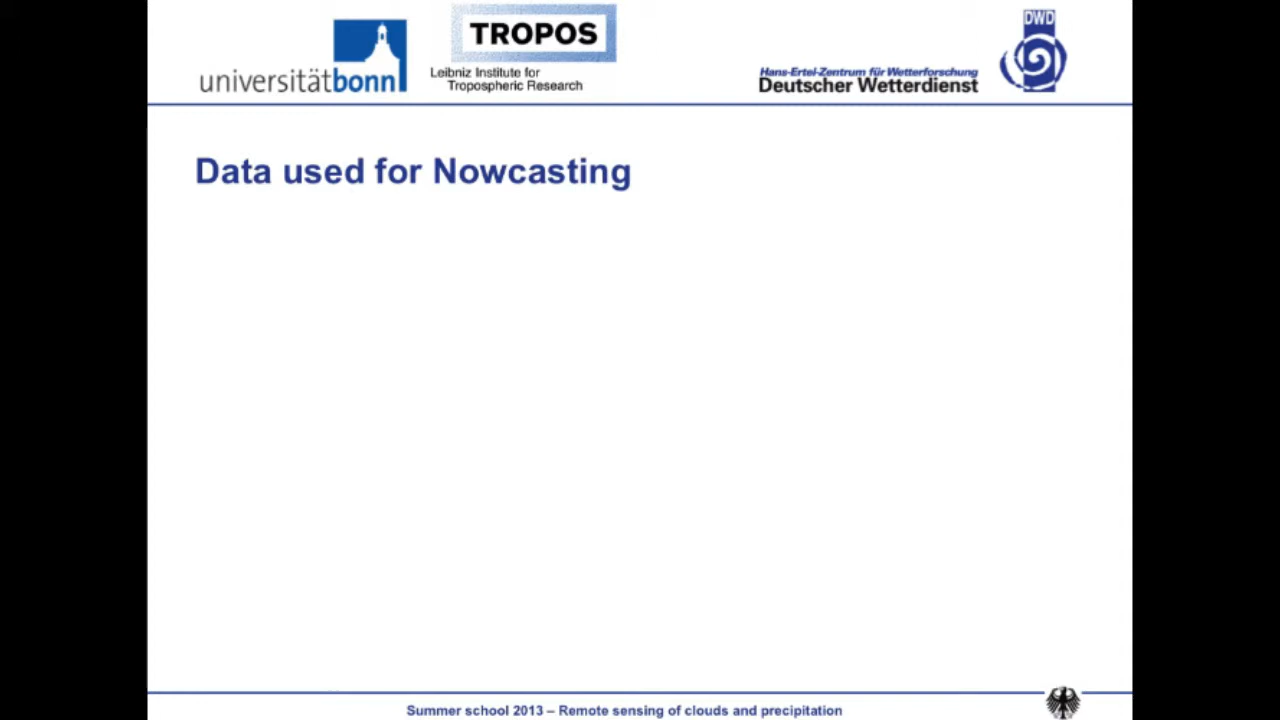 universitätbonn
TROPOS
Leibniz Institute for
Tropospheric Research
Hans-Ertel-Zentrum für Wetterforschung
Deutscher Wetterdienst
DWD
Data used for Nowcasting
Summer school 2013 – Remote sensing of clouds and precipitation